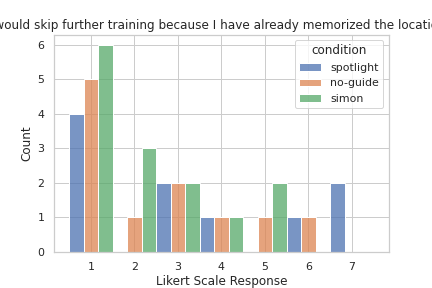 would skip further training because I have already memorized the locati
condition
spotlight
no-guide
simon
6
5
4
3
2
1
0
Count
1 2 3 4 5 6 7
Likert Scale Response